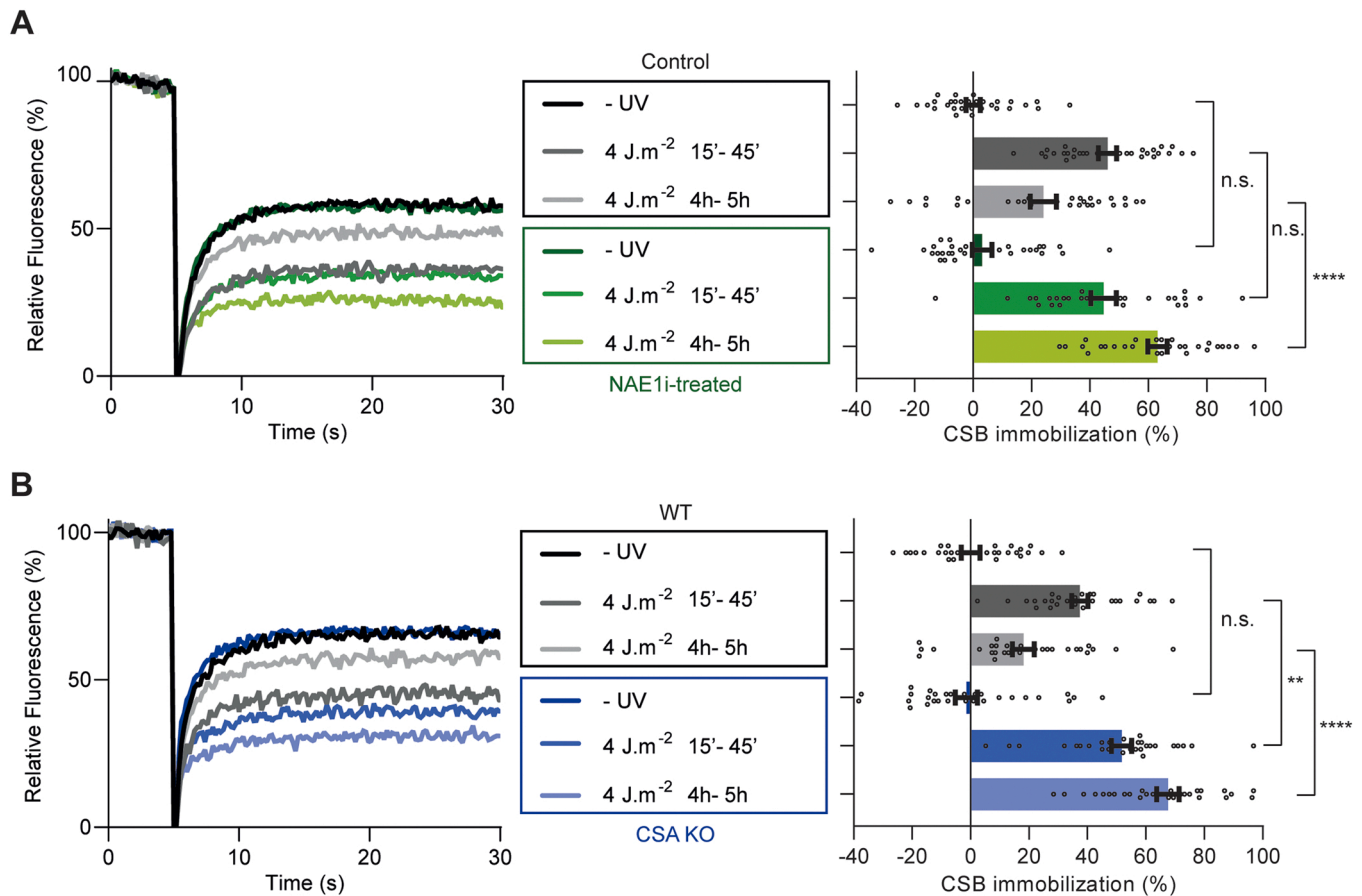 A
Relative Fluorescence (%)
100
50
0
0 10 20 30
Time (s)
Control
- UV
4 J.m-2 15’- 45’
4 J.m-2 4h- 5h
- UV
4 J.m-2 15’- 45’
4 J.m-2 4h- 5h
NAE1i-treated
n.s.
n.s.
****
-40 -20 0 20 40 60 80 100
CSB immobilization (%)
B
Relative Fluorescence (%)
100
50
0
0 10 20 30
Time (s)
WT
- UV
4 J.m-2 15’- 45’
4 J.m-2 4h- 5h
- UV
4 J.m-2 15’- 45’
4 J.m-2 4h- 5h
CSA KO
n.s.
**
****
-40 -20 0 20 40 60 80 100
CSB immobilization (%)